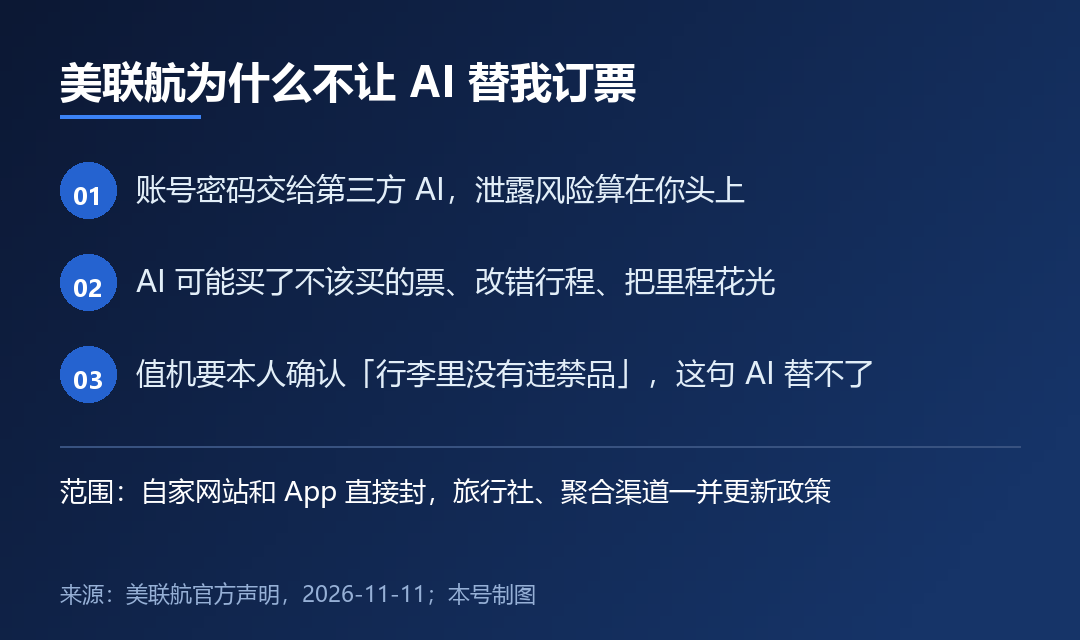 美联航为什么不让 AI 替我订票
01 账号密码交给第三方 AI，泄露风险算在你头上
02 AI 可能买了不该买的票、改错行程、把里程花光
03 值机要本人确认「行李里没有违禁品」，这句 AI 替不了
范围：自家网站和 App 直接封，旅行社、聚合渠道一并更新政策
来源：美联航官方声明，2026-11-11；本号制图